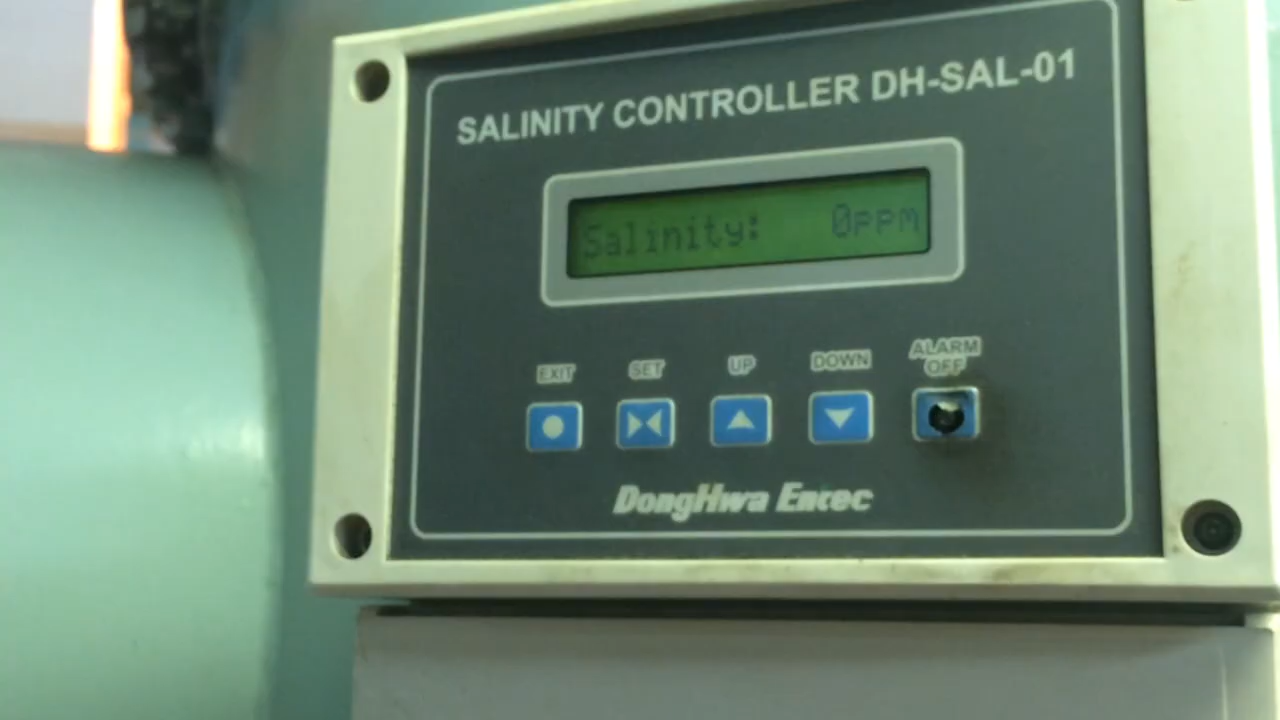 SALINITY CONTROLLER DH-SAL-01
Salinity: 0ppm
EXIT SET UP DOWN ALARM OFF
DongHwa Entec